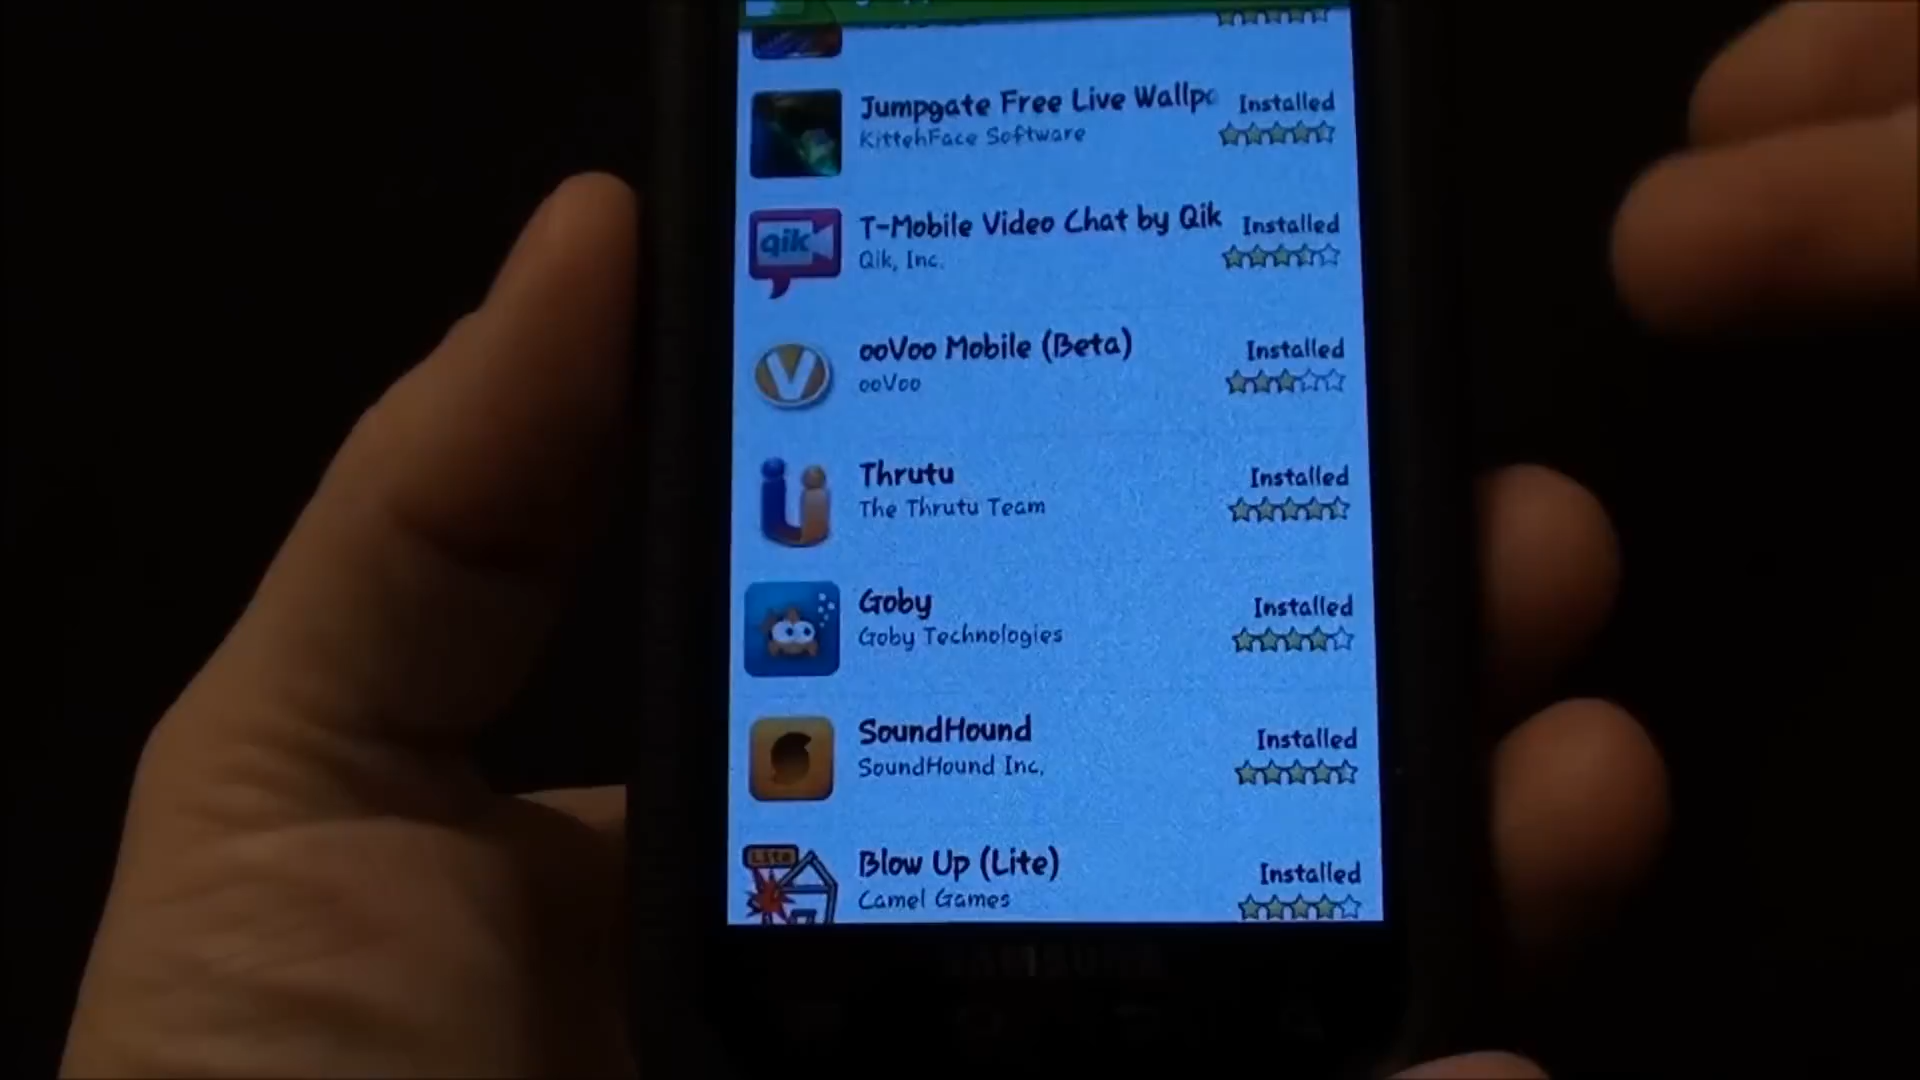 Jumpgate Free Live Wallpa
Installed
KittehFace Software
T-Mobile Video Chat by Qik
Installed
qik
Qik, Inc.
ooVoo Mobile (Beta)
Installed
ooVoo
Thrutu
Installed
The Thrutu Team
Goby
Installed
Goby Technologies
SoundHound
Installed
SoundHound Inc.
Lite
Blow Up (Lite)
Installed
Camel Games
SAMSUNG